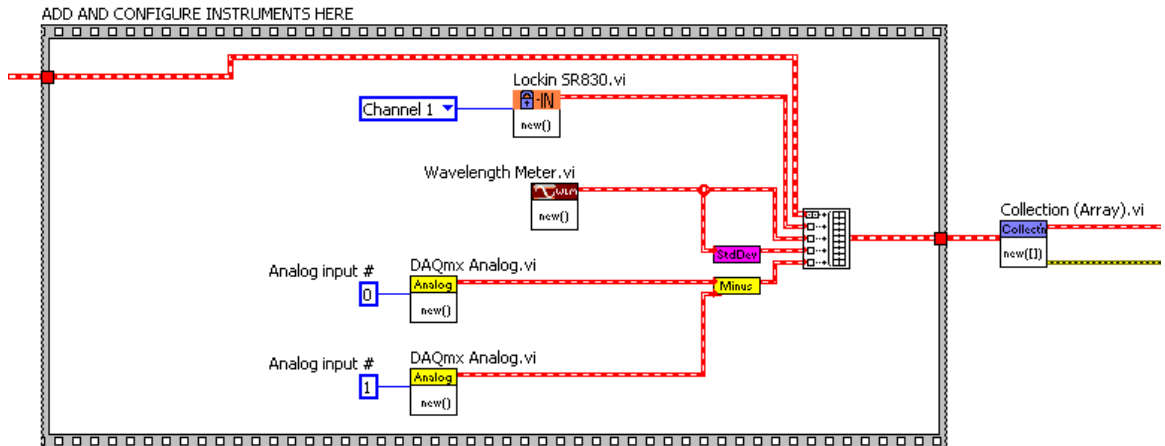 ADD AND CONFIGURE INSTRUMENTS HERE
Lockin SR830.vi
Channel 1
-IN
new()
Wavelength Meter.vi
WLM
new()
Collection (Array).vi
Collectn
new([])
StdDev
Analog input #
0
DAQmx Analog.vi
Analog
new()
Minus
Analog input #
1
DAQmx Analog.vi
Analog
new()